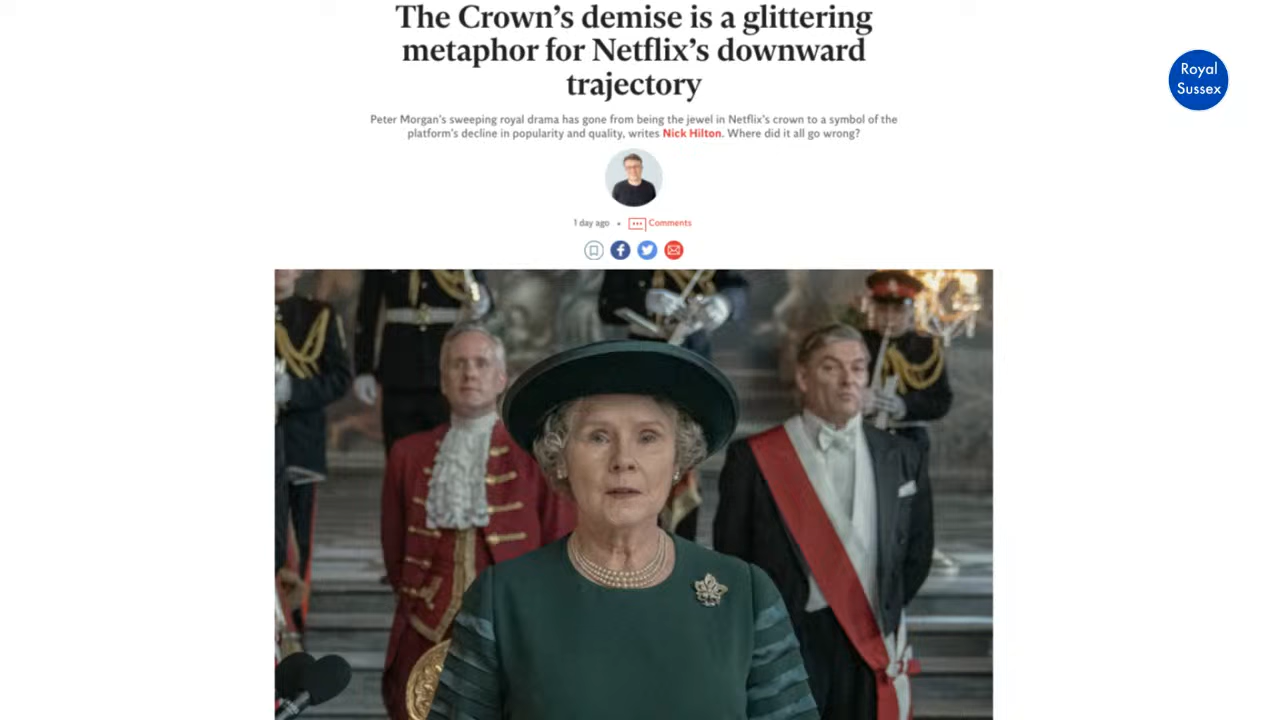 The Crown’s demise is a glittering
metaphor for Netflix’s downward
trajectory
Royal
Sussex
Peter Morgan’s sweeping royal drama has gone from being the jewel in Netflix’s crown to a symbol of the
platform’s decline in popularity and quality, writes Nick Hilton. Where did it all go wrong?
1 day ago • Comments